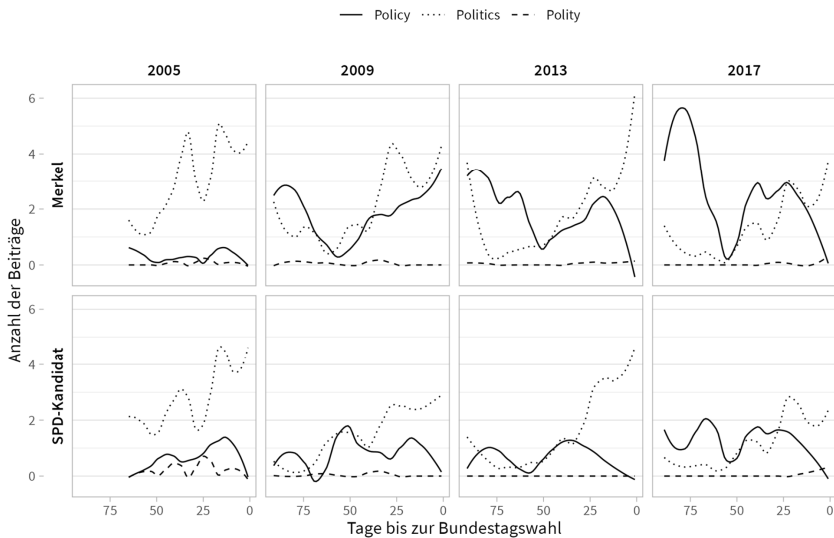 Policy Politics Polity
2005 2009 2013 2017
Anzahl der Beiträge
Merkel
6
4
2
0
SPD-Kandidat
6
4
2
0
75 50 25 0 75 50 25 0 75 50 25 0 75 50 25 0
Tage bis zur Bundestagswahl